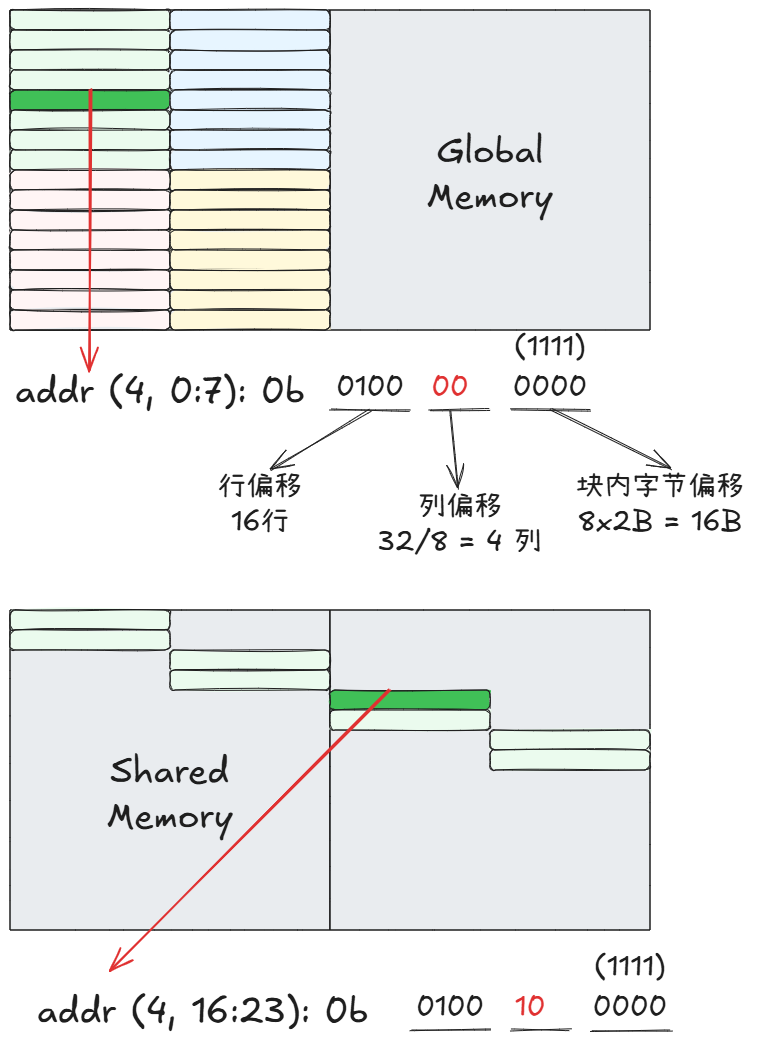 Global
Memory
(1111)
addr (4, 0:7): 0b 0100 00 0000
行偏移
16行
列偏移
32/8 = 4 列
块内字节偏移
8x2B = 16B
Shared
Memory
(1111)
addr (4, 16:23): 0b 0100 10 0000